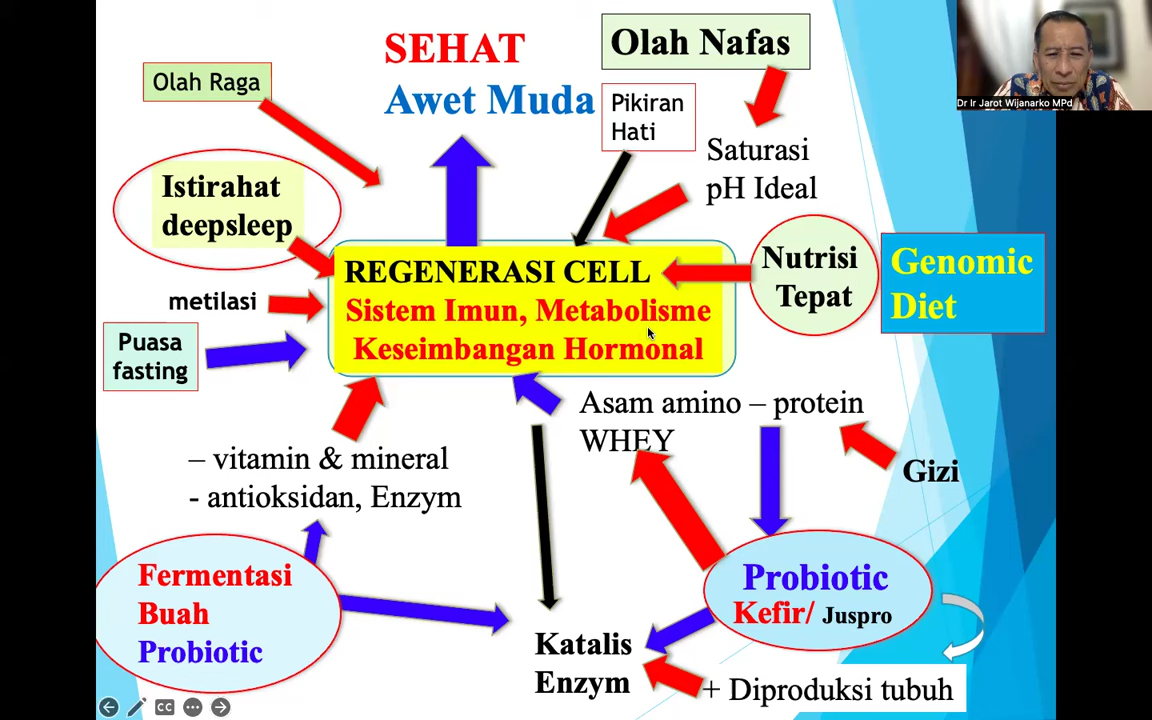 SEHAT
Awet Muda
Olah Nafas
Olah Raga
Pikiran
Hati
Saturasi
pH Ideal
Istirahat
deepsleep
metilasi
Puasa
fasting
REGENERASI CELL
Sistem Imun, Metabolisme
Keseimbangan Hormonal
Nutrisi
Tepat
Genomic
Diet
Asam amino – protein
WHEY
Gizi
– vitamin & mineral
- antioksidan, Enzym
Fermentasi
Buah
Probiotic
Probiotic
Kefir/ Juspro
Katalis
Enzym
+ Diproduksi tubuh
Dr Ir Jarot Wijanarko MPd
CC